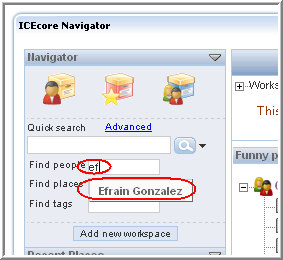 ICEcore Navigator
Navigator
Works
This
Quick search Advanced
Funny p
Find people ef
Find places Efrain Gonzalez
Find tags
Add new workspace
Recent Places